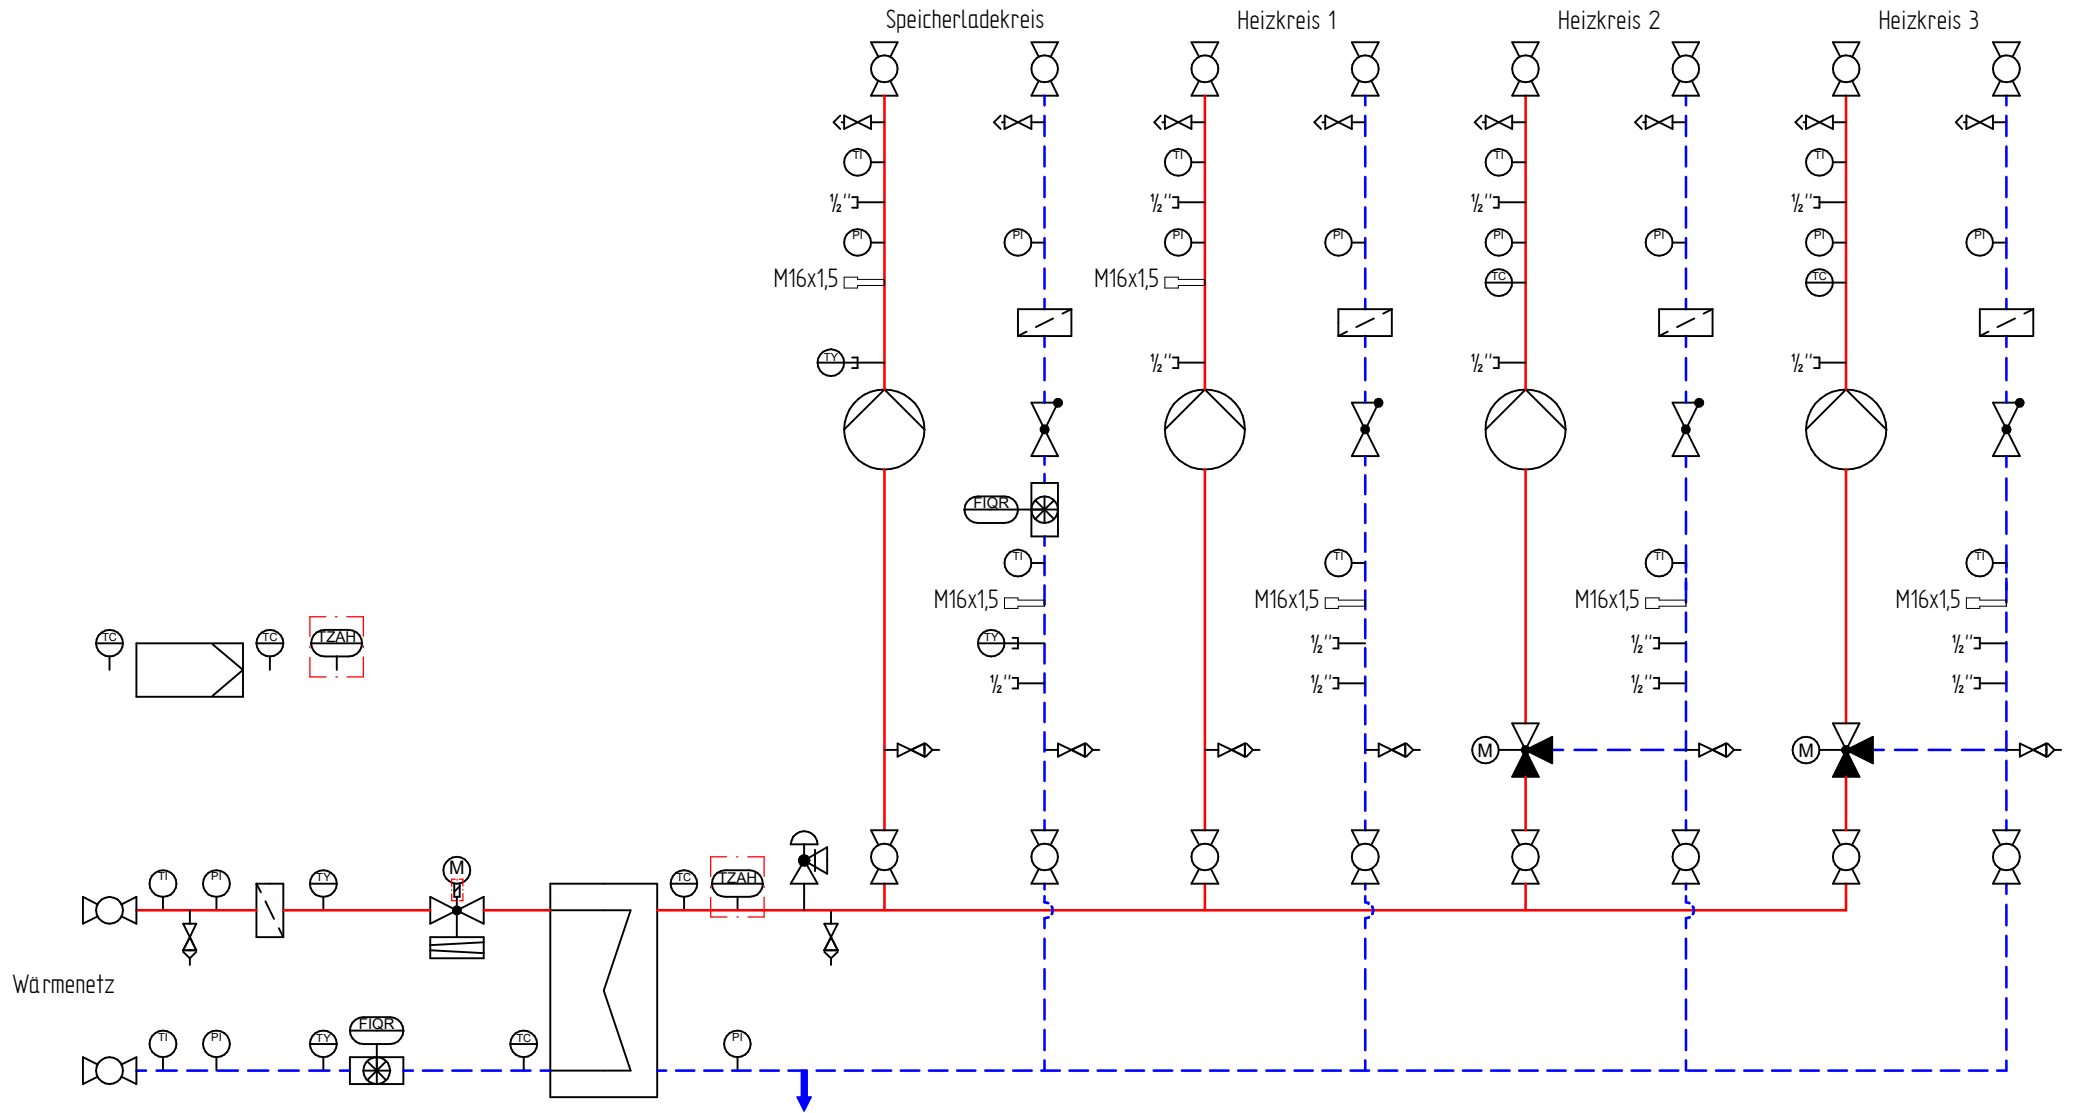 Speicherladekreis
Heizkreis 1
Heizkreis 2
Heizkreis 3
TI
TI
TI
TI
½''
½''
½''
½''
PI
PI
PI
PI
PI
PI
PI
PI
M16x1,5
M16x1,5
TC
TC
TY
½''
½''
½''
FIQR
TI
TI
TI
TI
M16x1,5
M16x1,5
M16x1,5
M16x1,5
TC
TC
TZAH
TY
½''
½''
½''
½''
½''
½''
½''
M
M
TI
PI
TY
M
TC
TZAH
Wärmenetz
FIQR
TI
PI
TY
TC
PI